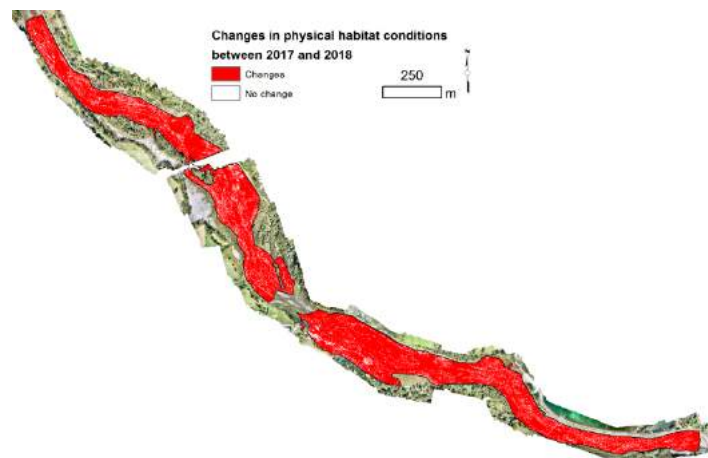 Changes in physical habitat conditions
between 2017 and 2018
Changes
No change
250
m